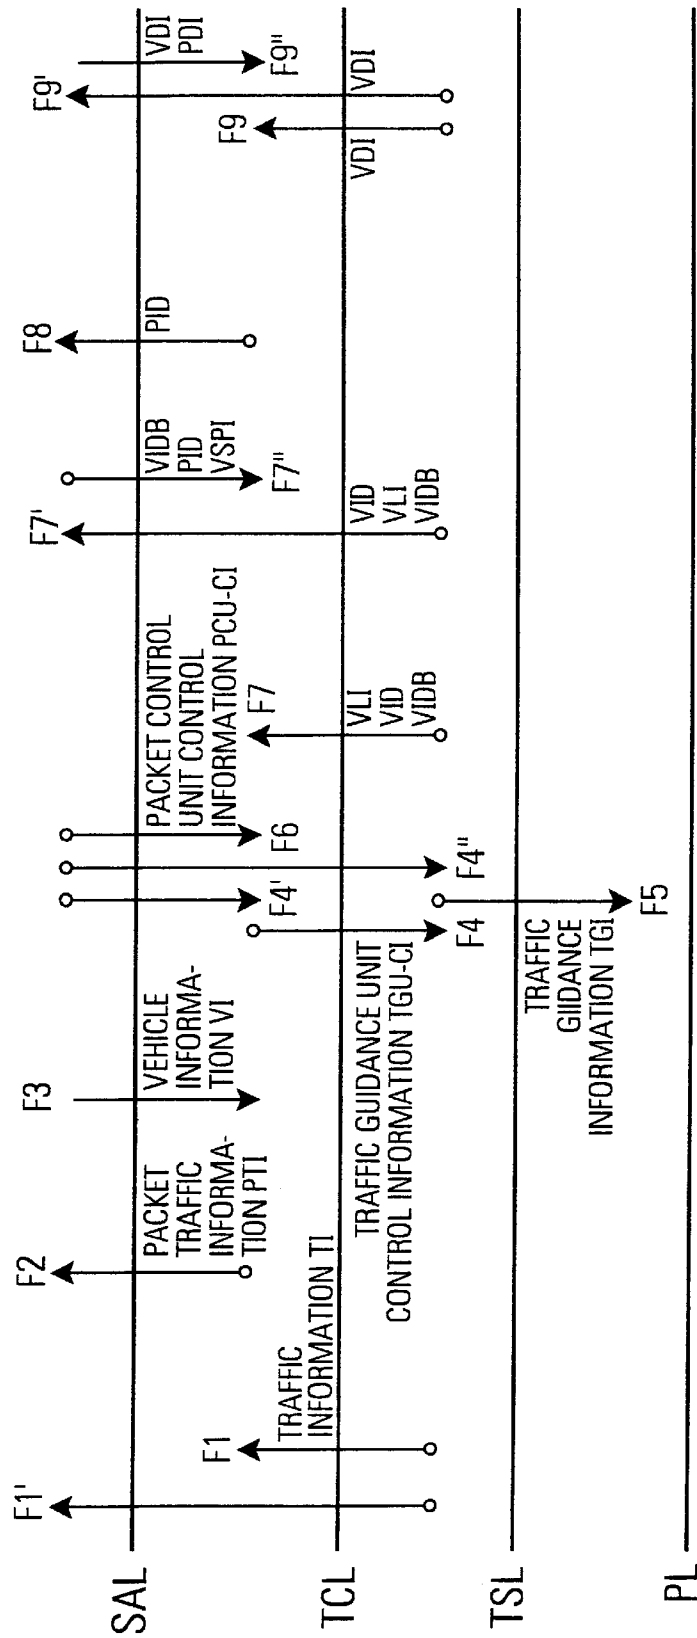 F1'
F2
F3
F7'
F8
F9'
SAL
PACKET
TRAFFIC
INFORMA-
TION PTI
VEHICLE
INFORMA-
TION VI
PACKET CONTROL
UNIT CONTROL
INFORMATION PCU-CI
VIDB
PID
VSPI
PID
VDI
PDI
F1
F4'
F6
F7
F7"
F9
F9"
TRAFFIC
INFORMATION TI
TCL
TRAFFIC GUIDANCE UNIT
CONTROL INFORMATION TGU-CI
VLI
VID
VIDB
VID
VLI
VIDB
VDI
VDI
F4
F4"
TSL
TRAFFIC
GIIDANCE
INFORMATION TGI
F5
PL